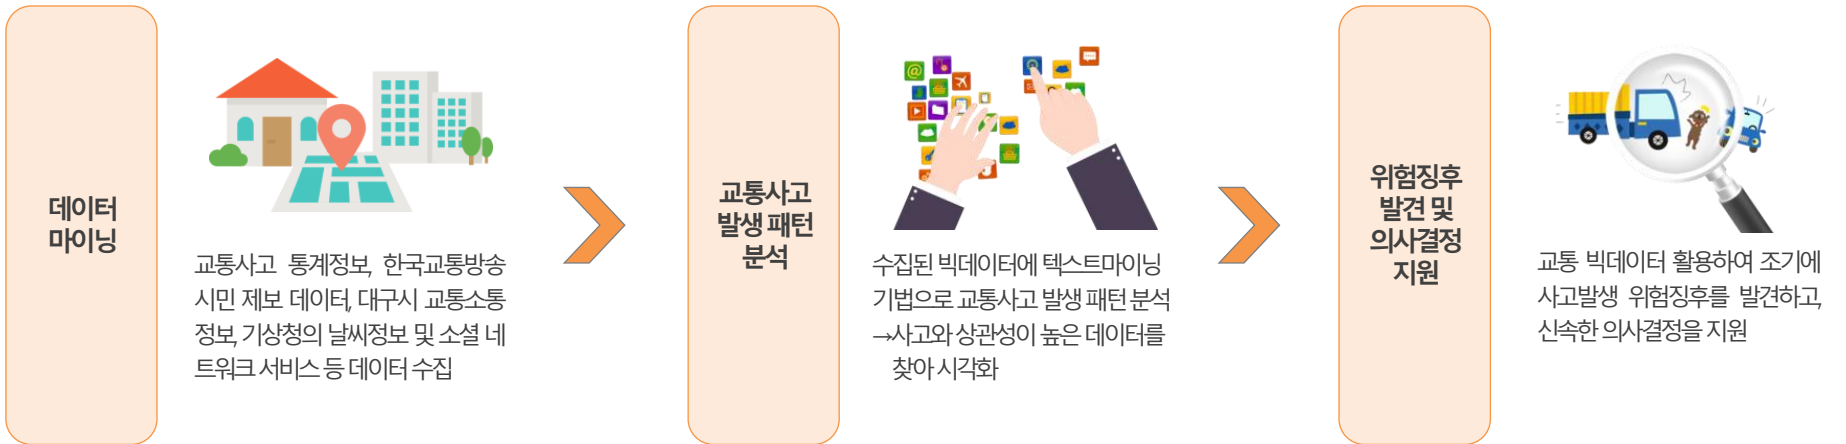 데이터
마이닝
교통사고 통계정보, 한국교통방송
시민 제보 데이터, 대구시 교통소통
정보, 기상청의 날씨정보 및 소셜 네
트워크 서비스 등 데이터 수집
교통사고
발생 패턴
분석
수집된 빅데이터에 텍스트마이닝
기법으로 교통사고 발생 패턴 분석
→사고와 상관성이 높은 데이터를
찾아 시각화
위험징후
발견 및
의사결정
지원
교통 빅데이터 활용하여 조기에
사고발생 위험징후를 발견하고,
신속한 의사결정을 지원